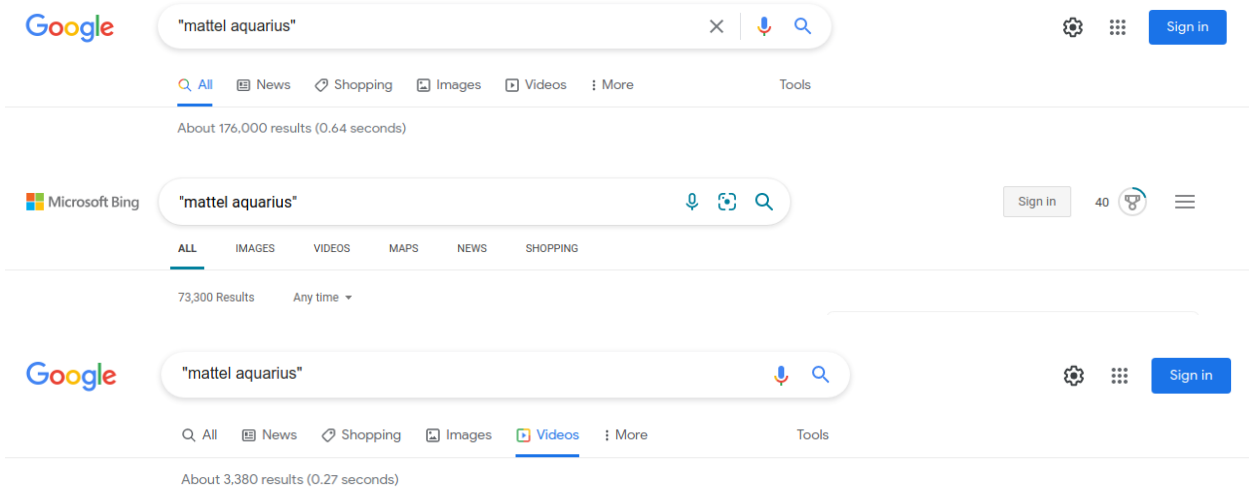 Google "mattel aquarius" Sign in
All News Shopping Images Videos More Tools
About 176,000 results (0.64 seconds)
Microsoft Bing "mattel aquarius" Sign in 40
ALL IMAGES VIDEOS MAPS NEWS SHOPPING
73,300 Results Any time
Google "mattel aquarius" Sign in
All News Shopping Images Videos More Tools
About 3,380 results (0.27 seconds)